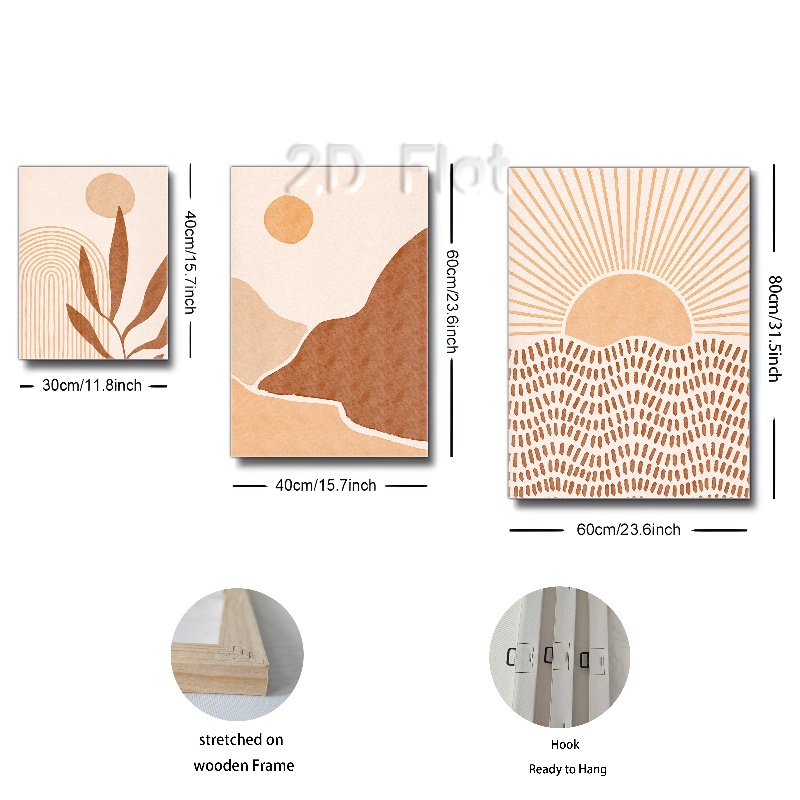 2D Flat
40cm/15.7inch
30cm/11.8inch
60cm/23.6inch
40cm/15.7inch
80cm/31.5inch
60cm/23.6inch
stretched on
wooden Frame
Hook
Ready to Hang